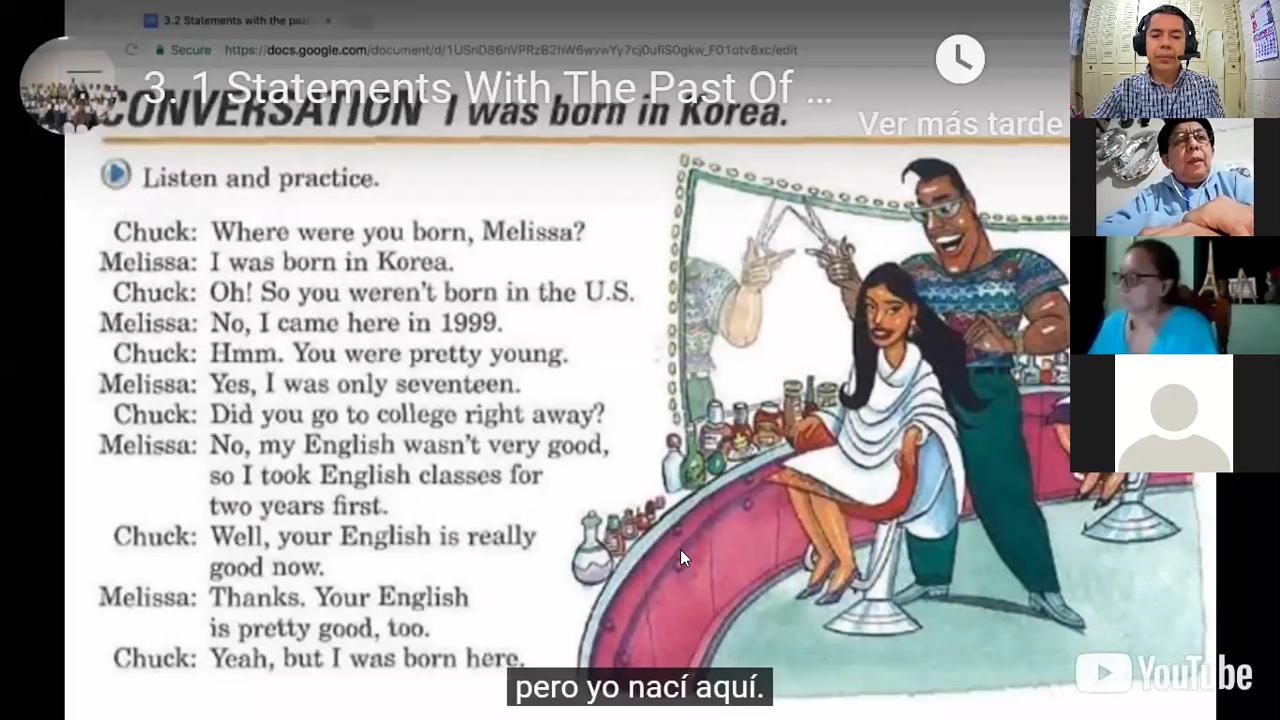 3.2 Statements with the pas
Secure https://docs.google.com/document/d/1USnD86nVPRzB2hW6wvwYy7cj0ufiS0gkw_F01otv8xc/edit
3. 1 Statements With The Past Of ...
CONVERSATION I was born in Korea.
Ver más tarde
Listen and practice.
Chuck: Where were you born, Melissa?
Melissa: I was born in Korea.
Chuck: Oh! So you weren't born in the U.S.
Melissa: No, I came here in 1999.
Chuck: Hmm. You were pretty young.
Melissa: Yes, I was only seventeen.
Chuck: Did you go to college right away?
Melissa: No, my English wasn't very good,
so I took English classes for
two years first.
Chuck: Well, your English is really
good now.
Melissa: Thanks. Your English
is pretty good, too.
Chuck: Yeah, but I was born here.
pero yo nací aquí.
YouTube